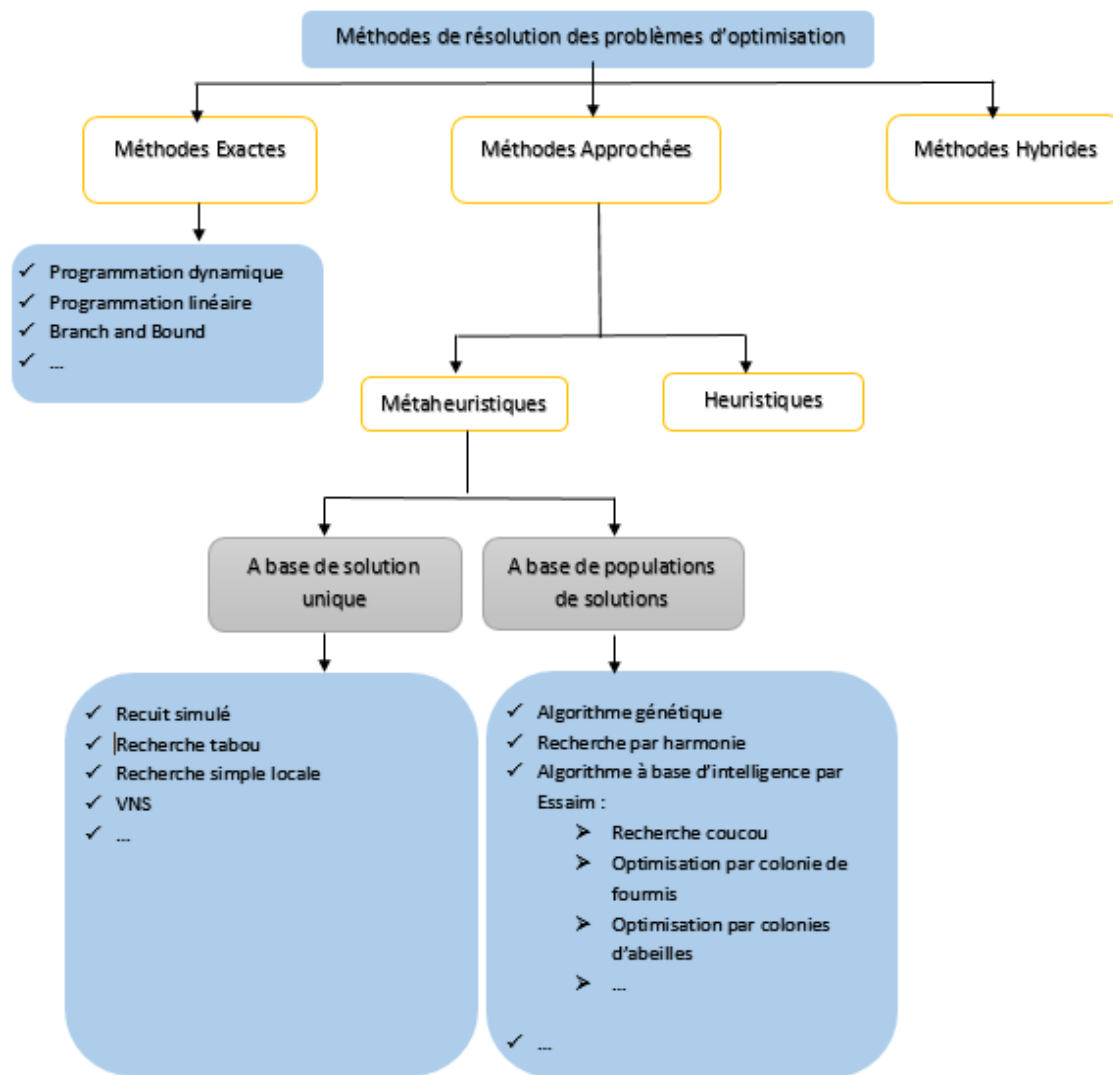 Méthodes de résolution des problèmes d'optimisation
Méthodes Exactes
Méthodes Approchées
Méthodes Hybrides
✓ Programmation dynamique
✓ Programmation linéaire
✓ Branch and Bound
✓ ...
Métaheuristiques
Heuristiques
A base de solution
unique
A base de populations
de solutions
✓ Recuit simulé
✓ Recherche tabou
✓ Recherche simple locale
✓ VNS
✓ ...
✓ Algorithme génétique
✓ Recherche par harmonie
✓ Algorithme à base d'intelligence par
Essaim :
➢ Recherche coucou
➢ Optimisation par colonie de
fourmis
➢ Optimisation par colonies
d'abeilles
➢ ...
✓ ...